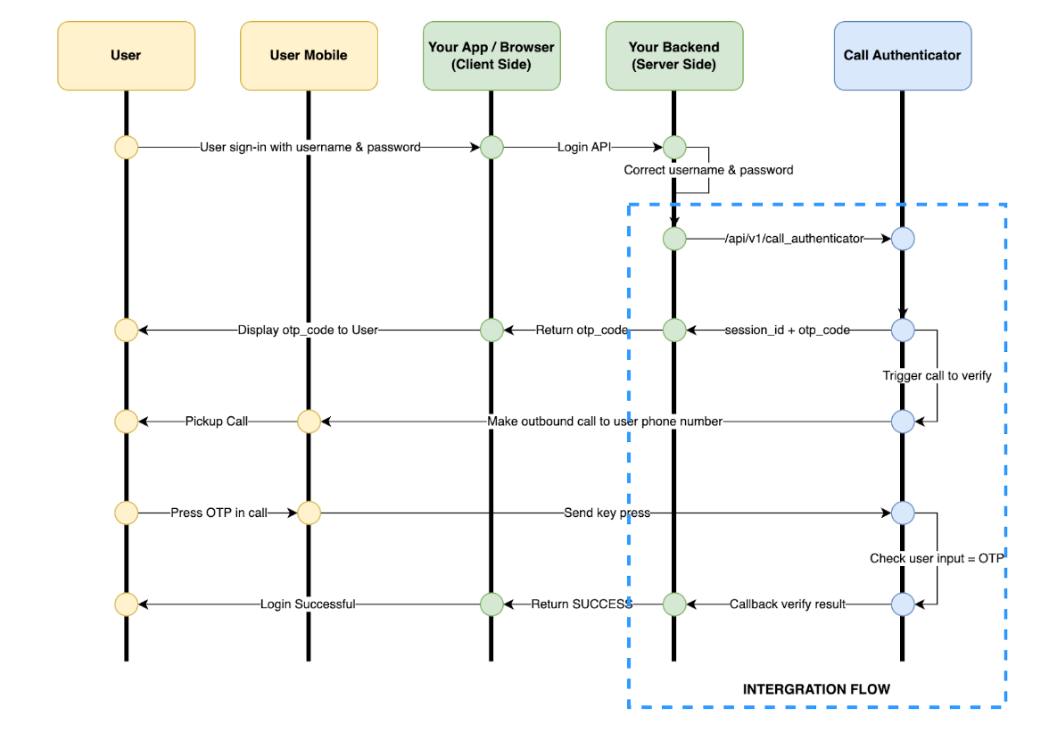 User
User Mobile
Your App / Browser
(Client Side)
Your Backend
(Server Side)
Call Authenticator
User sign-in with username & password
Login API
Correct username & password
/api/v1/call_authenticator
Display otp_code to User
Return otp_code
session_id + otp_code
Trigger call to verify
Pickup Call
Make outbound call to user phone number
Press OTP in call
Send key press
Check user input = OTP
Login Successful
Return SUCCESS
Callback verify result
INTERGRATION FLOW